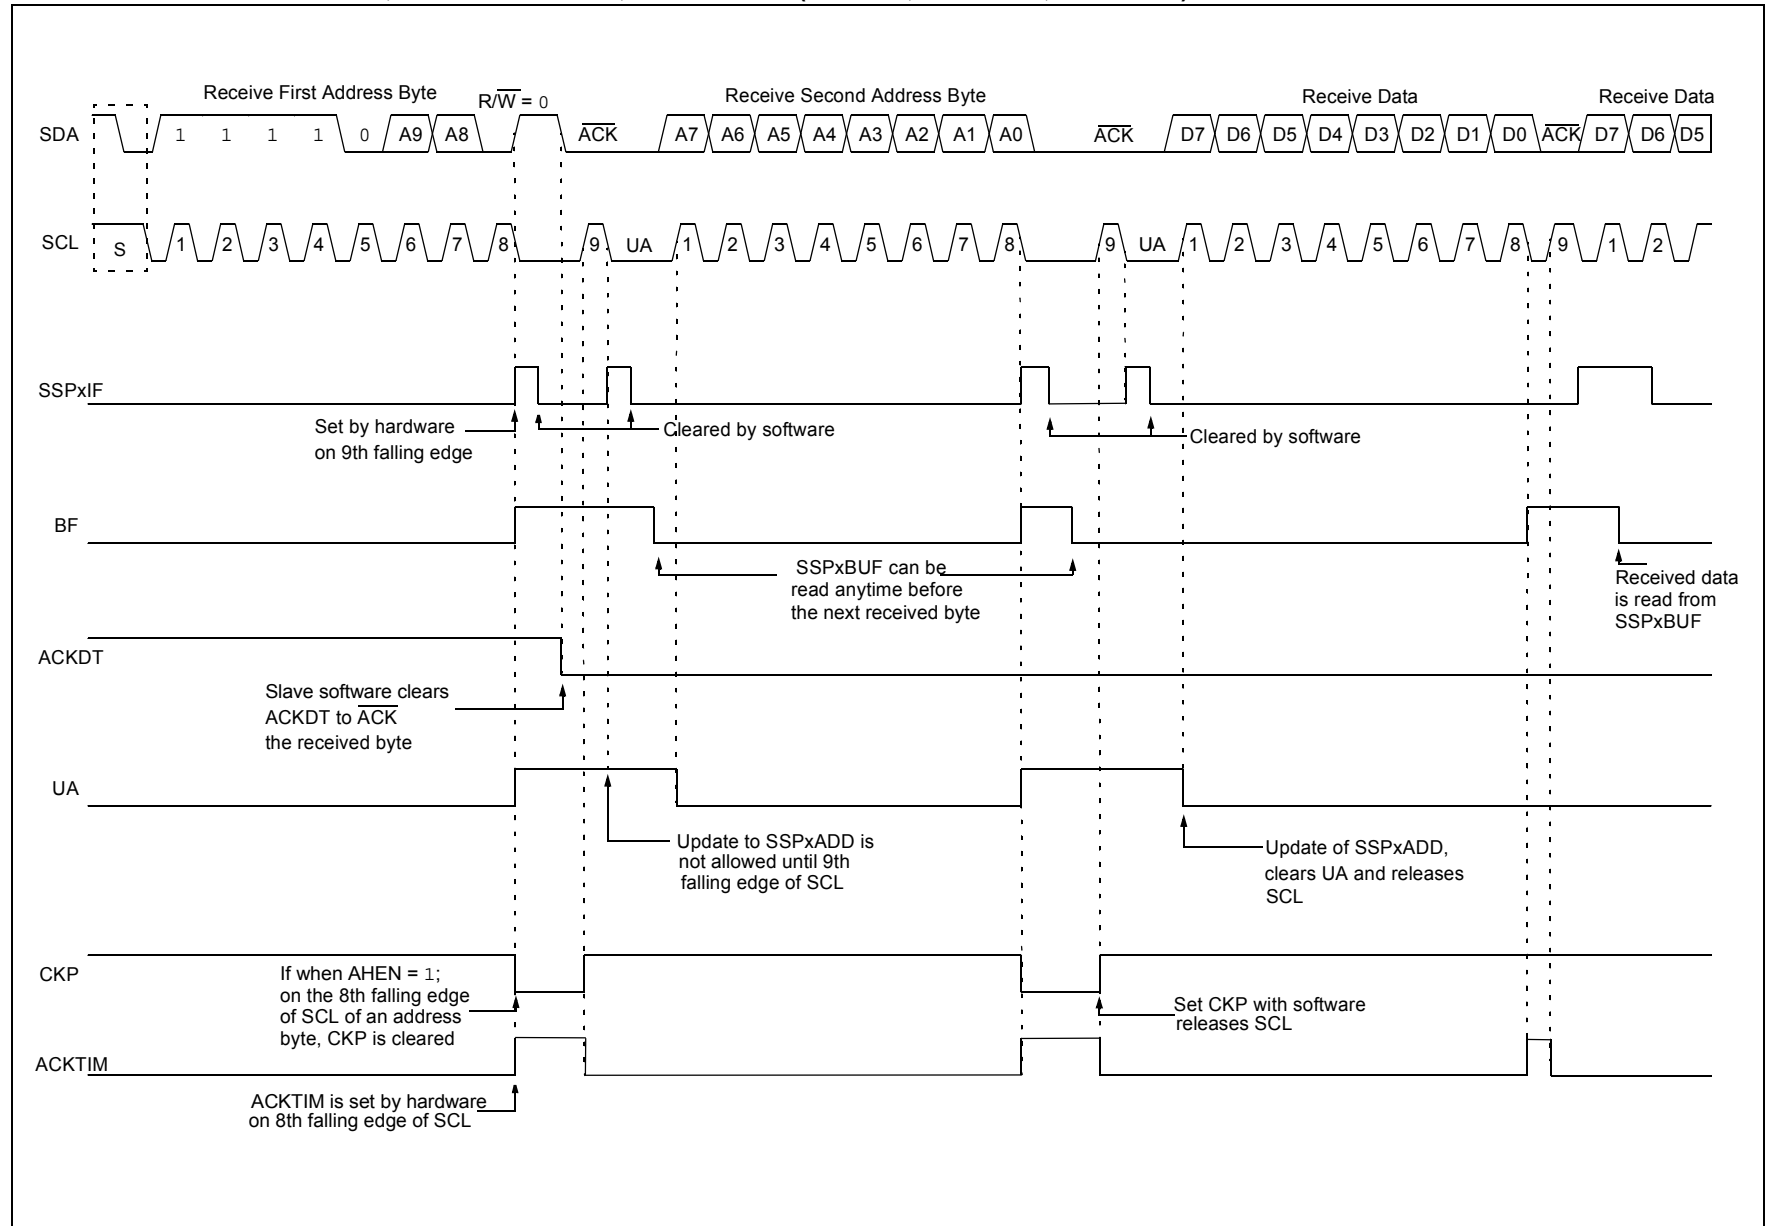 Receive First Address Byte
R/W̅ = 0
Receive Second Address Byte
Receive Data
Receive Data
SDA 1 1 1 1 0 A9 A8 A̅C̅K̅ A7 A6 A5 A4 A3 A2 A1 A0 A̅C̅K̅ D7 D6 D5 D4 D3 D2 D1 D0 A̅C̅K̅ D7 D6 D5
SCL S 1 2 3 4 5 6 7 8 9 UA 1 2 3 4 5 6 7 8 9 UA 1 2 3 4 5 6 7 8 9 1 2
SSPxIF
Set by hardware
on 9th falling edge
Cleared by software
Cleared by software
BF
SSPxBUF can be
read anytime before
the next received byte
Received data
is read from
SSPxBUF
ACKDT
Slave software clears
ACKDT to A̅C̅K̅
the received byte
UA
Update to SSPxADD is
not allowed until 9th
falling edge of SCL
Update of SSPxADD,
clears UA and releases
SCL
CKP
If when AHEN = 1;
on the 8th falling edge
of SCL of an address
byte, CKP is cleared
Set CKP with software
releases SCL
ACKTIM
ACKTIM is set by hardware
on 8th falling edge of SCL